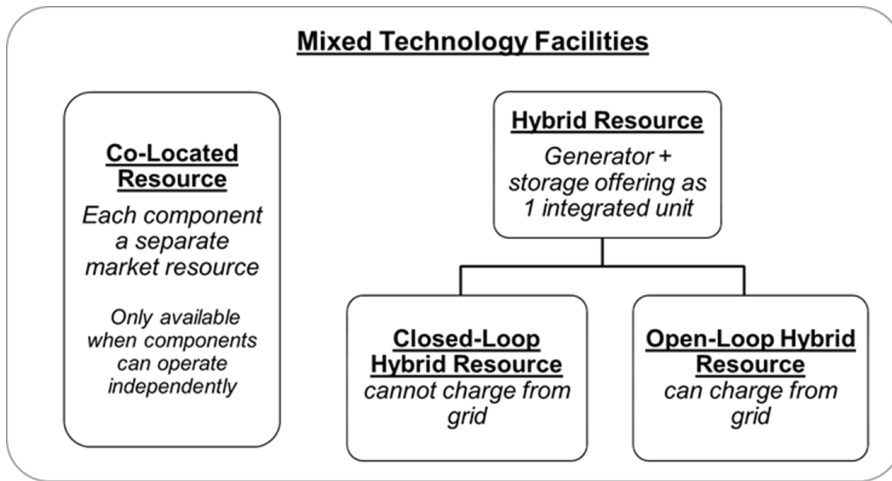 Mixed Technology Facilities
Co-Located
Resource
Each component
a separate
market resource
Only available
when components
can operate
independently
Hybrid Resource
Generator +
storage offering as
1 integrated unit
Closed-Loop
Hybrid Resource
cannot charge from
grid
Open-Loop Hybrid
Resource
can charge from
grid